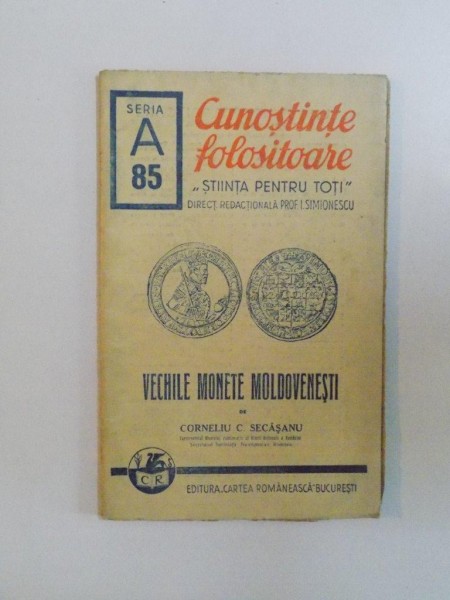 SERIA
A
85
Cunoștințe
folositoare
„ȘTIINȚA PENTRU TOȚI"
DIRECT. REDACȚIONALĂ PROF. I. SIMIONESCU
VECHILE MONETE MOLDOVENEȘTI
DE
CORNELIU C. SECĂȘANU
C R
EDITURA „CARTEA ROMÂNEASCĂ" BUCUREȘTI